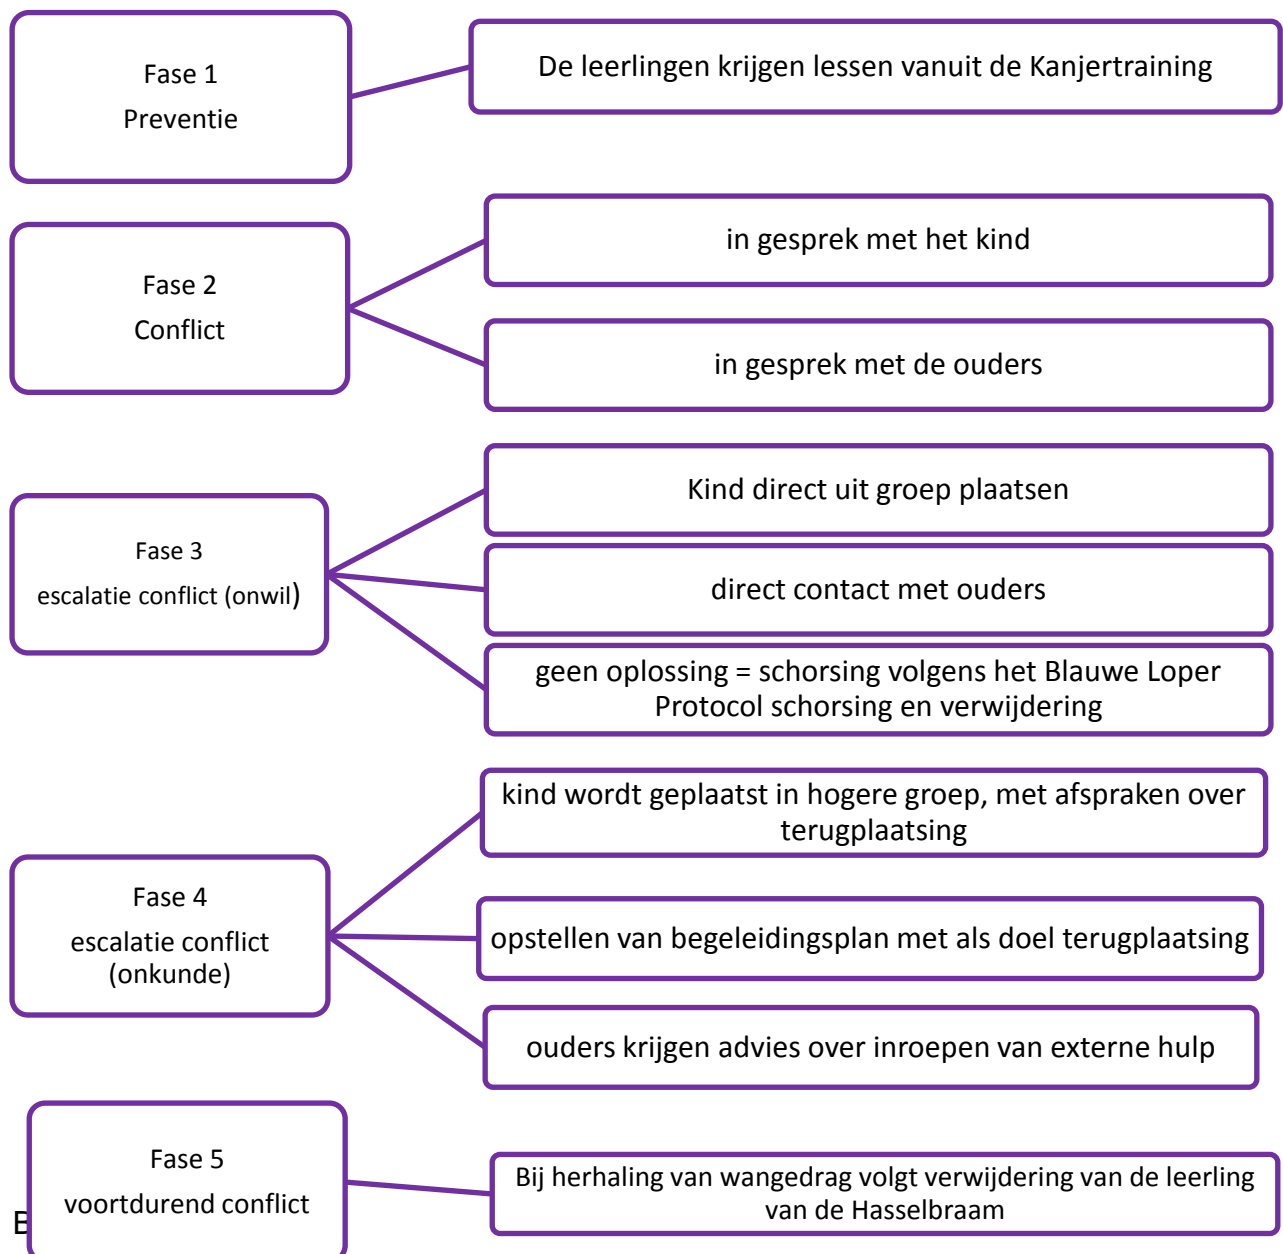 Fase 1
Preventie
De leerlingen krijgen lessen vanuit de Kanjertraining
Fase 2
Conflict
in gesprek met het kind
in gesprek met de ouders
Fase 3
escalatie conflict (onwil)
Kind direct uit groep plaatsen
direct contact met ouders
geen oplossing = schorsing volgens het Blauwe Loper
Protocol schorsing en verwijdering
Fase 4
escalatie conflict
(onkunde)
kind wordt geplaatst in hogere groep, met afspraken over
terugplaatsing
opstellen van begeleidingsplan met als doel terugplaatsing
ouders krijgen advies over inroepen van externe hulp
Fase 5
voortdurend conflict
Bij herhaling van wangedrag volgt verwijdering van de leerling
van de Hasselbraam